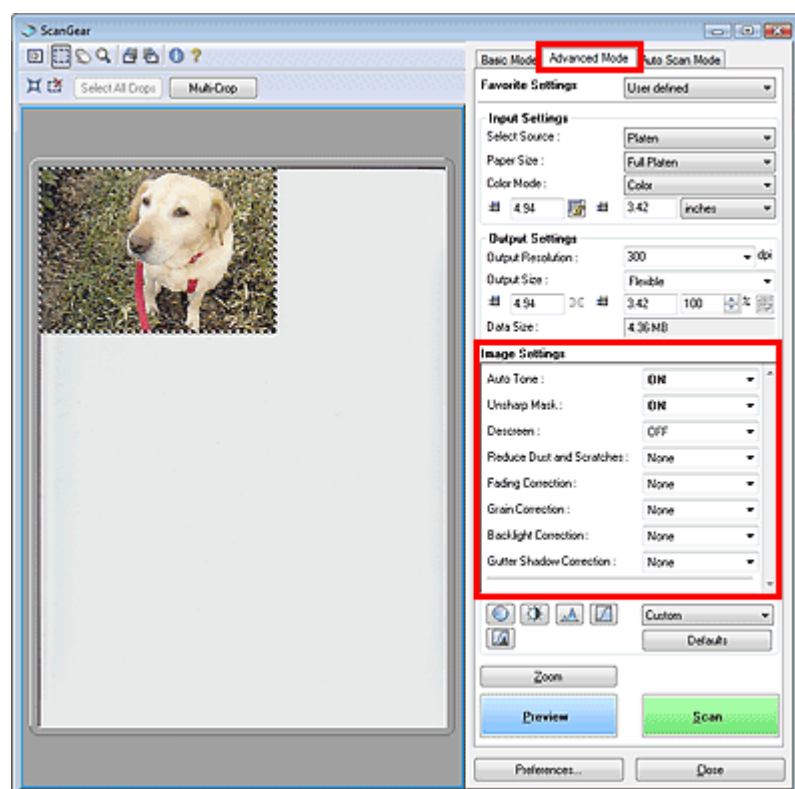 ScanGear
Select All Crops Multi-Crop
Basic Mode Advanced Mode Auto Scan Mode
Favorite Settings User defined
Input Settings
Select Source : Platen
Paper Size : Full Platen
Color Mode : Color
4.94 3.42 inches
Output Settings
Output Resolution : 300 dpi
Output Size : Flexible
4.94 3.42 100 %
Data Size : 4.36 MB
Image Settings
Auto Tone : ON
Unsharp Mask : ON
Descreen : OFF
Reduce Dust and Scratches : None
Fading Correction : None
Grain Correction : None
Backlight Correction : None
Gutter Shadow Correction : None
Custom
Defaults
Zoom
Preview Scan
Preferences... Close